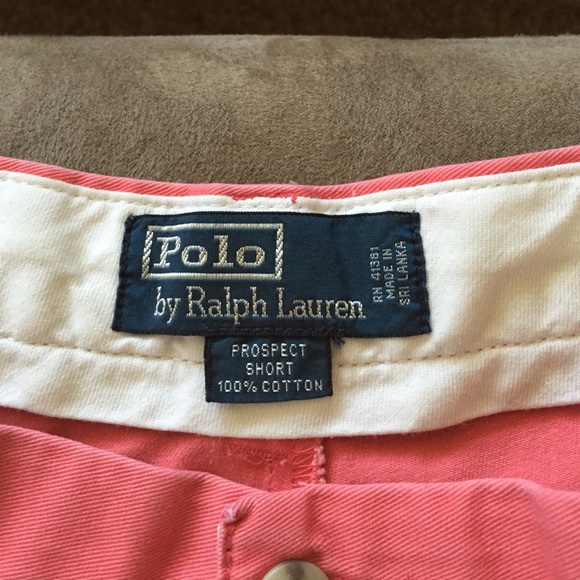 Polo
by Ralph Lauren
RN 41381
MADE IN
SRI LANKA
PROSPECT
SHORT
100% COTTON